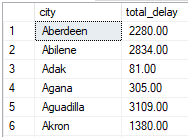 city total_delay
1 Aberdeen 2280.00
2 Abilene 2834.00
3 Adak 81.00
4 Agana 305.00
5 Aguadilla 3109.00
6 Akron 1380.00